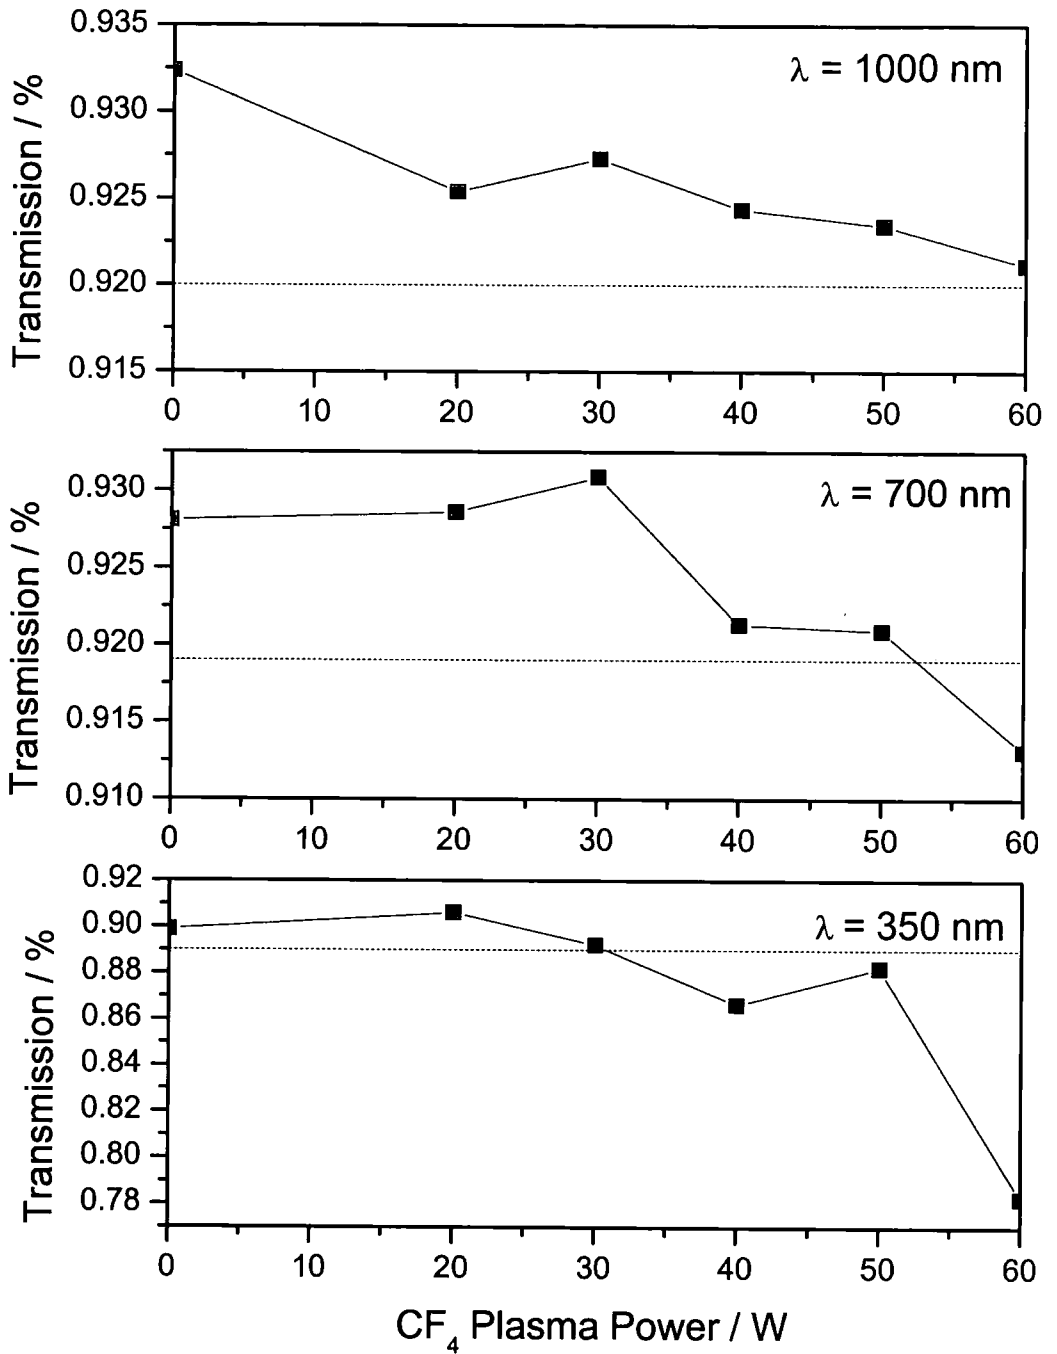 0.935
0.930
0.925
0.920
0.915
Transmission / %
λ = 1000 nm
0 10 20 30 40 50 60
0.930
0.925
0.920
0.915
0.910
Transmission / %
λ = 700 nm
0 10 20 30 40 50 60
0.92
0.90
0.88
0.86
0.84
0.82
0.80
0.78
Transmission / %
λ = 350 nm
0 10 20 30 40 50 60
CF₄ Plasma Power / W